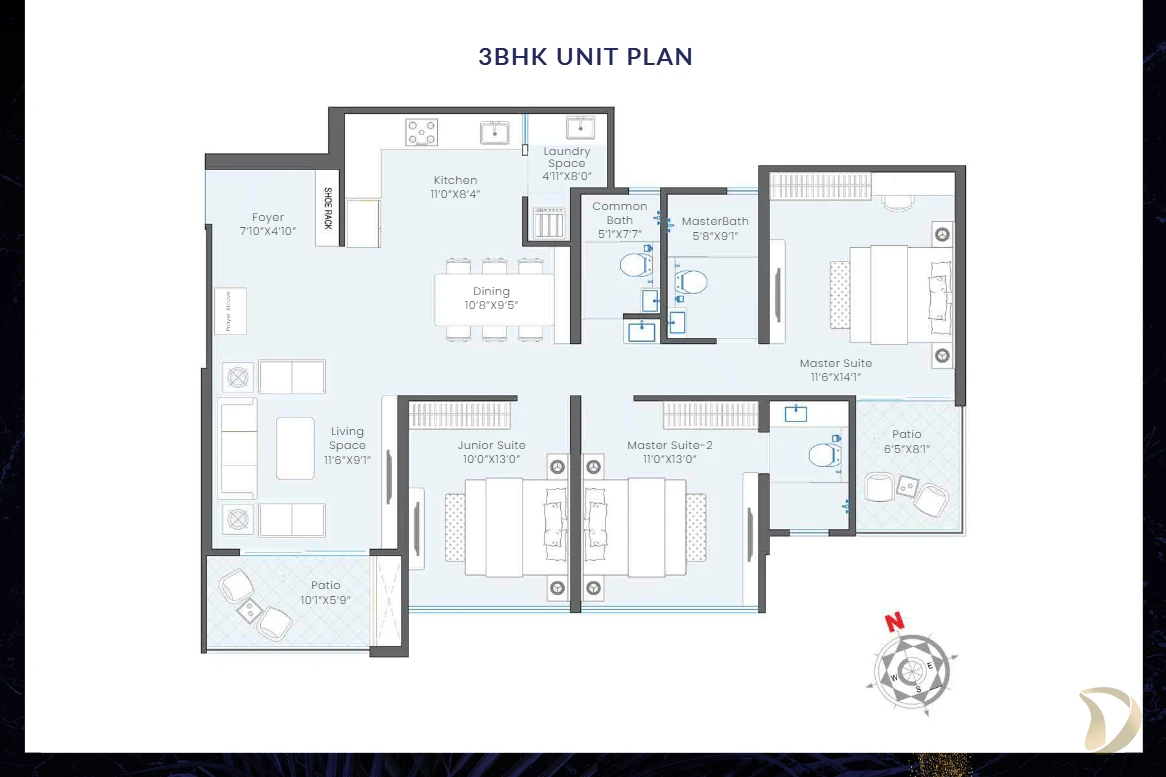 3BHK UNIT PLAN
Laundry
Space
4'11"X8'0"
Kitchen
11'0"X8'4"
SHOE RACK
Foyer
7'10"X4'10"
Common
Bath
5'1"X7'7"
MasterBath
5'8"X9'1"
Prayer Alcove
Dining
10'8"X9'5"
Master Suite
11'6"X14'1"
Living
Space
11'6"X9'1"
Junior Suite
10'0"X13'0"
Master Suite-2
11'0"X13'0"
Patio
6'5"X8'1"
Patio
10'1"X5'9"
N
E
W
S